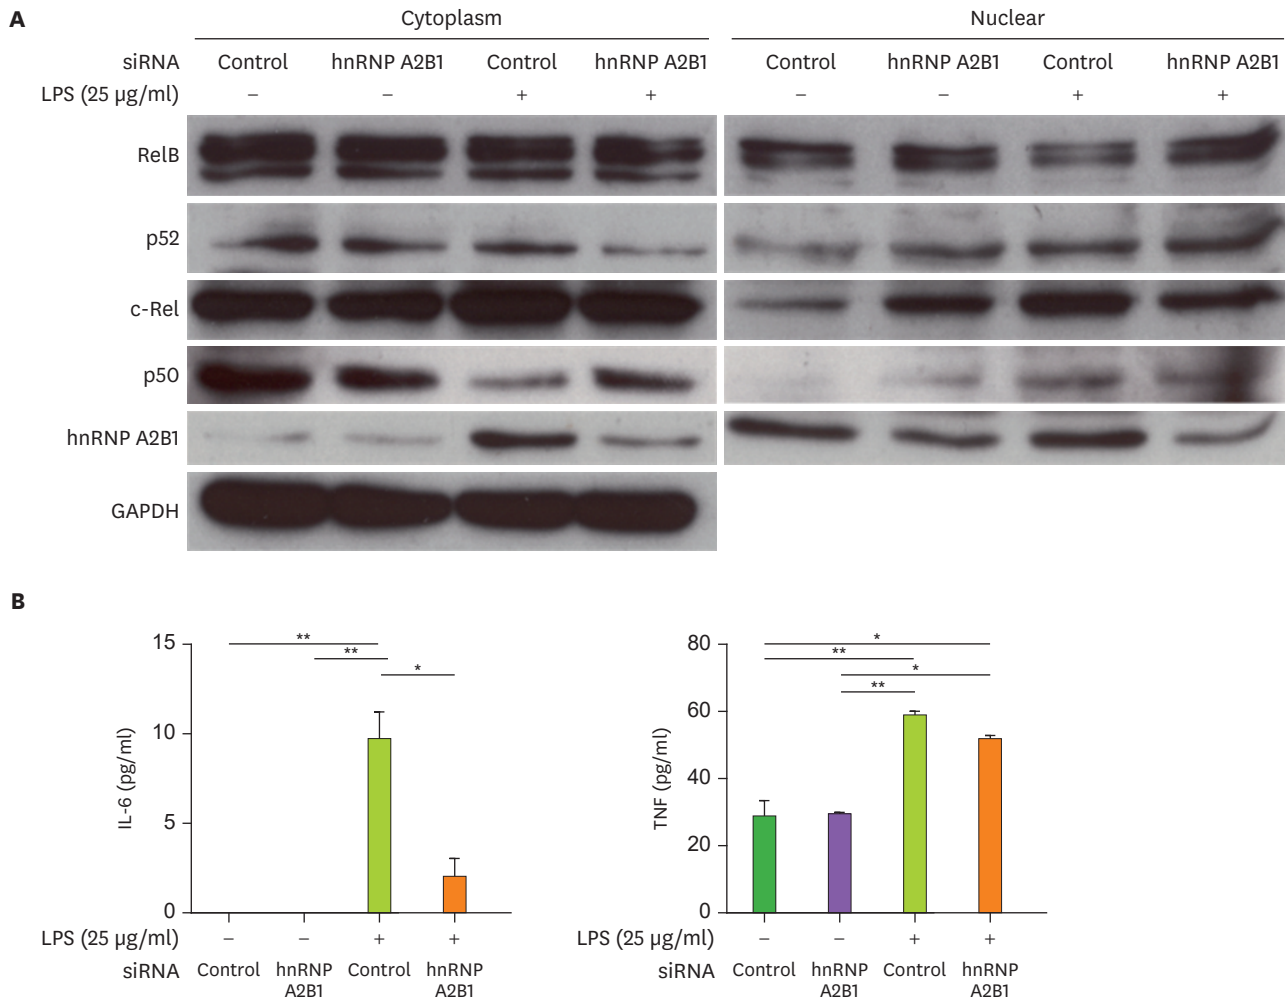 A
Cytoplasm Nuclear
siRNA Control hnRNP A2B1 Control hnRNP A2B1 Control hnRNP A2B1 Control hnRNP A2B1
LPS (25 µg/ml) − − + + − − + +
RelB
p52
c-Rel
p50
hnRNP A2B1
GAPDH
B
IL-6 (pg/ml)
15
10
5
0
** 
**
*
LPS (25 µg/ml) − − + +
siRNA Control hnRNP A2B1 Control hnRNP A2B1
TNF (pg/ml)
80
60
40
20
0
*
**
*
**
LPS (25 µg/ml) − − + +
siRNA Control hnRNP A2B1 Control hnRNP A2B1